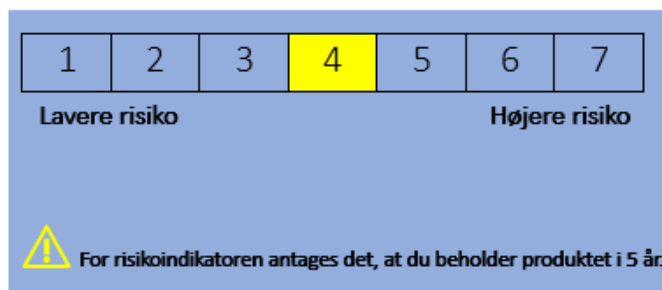 1 2 3 4 5 6 7
Lavere risiko Højere risiko
For risikoindikatoren antages det, at du beholder produktet i 5 år.